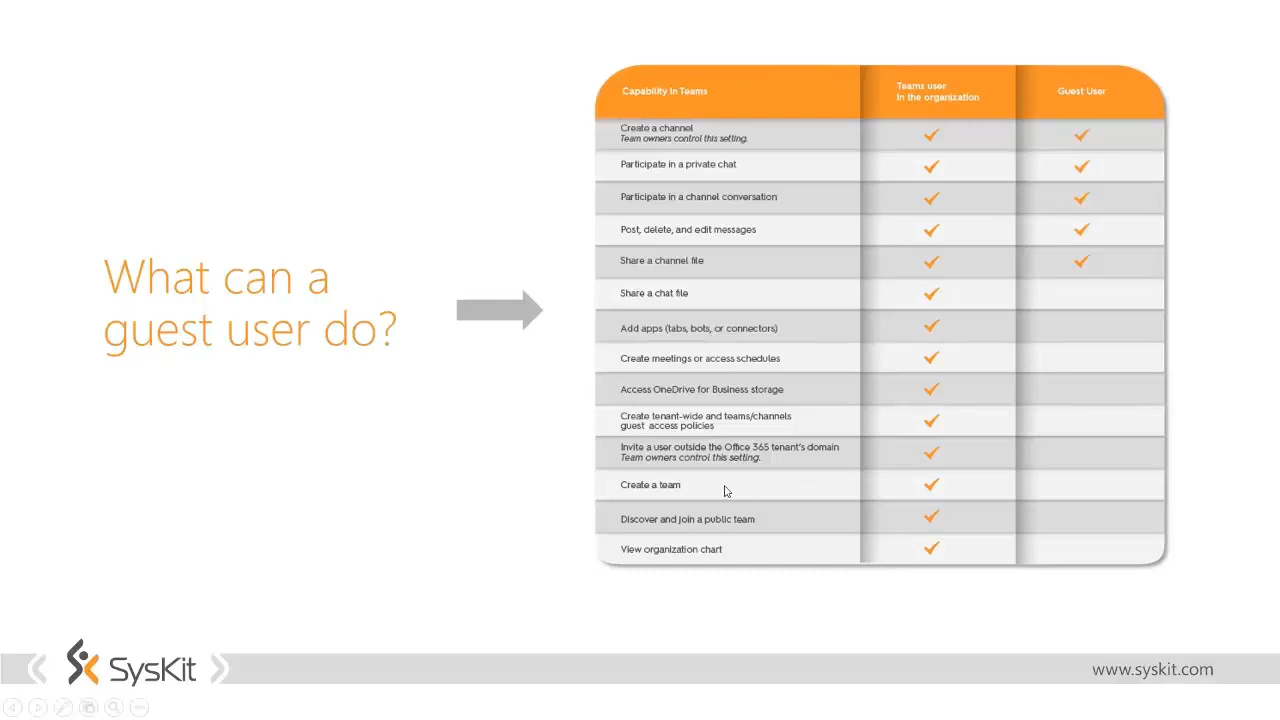 What can a
guest user do?
Capability in Teams
Teams user
in the organization
Guest User
Create a channel
Team owners control this setting.
Participate in a private chat
Participate in a channel conversation
Post, delete, and edit messages
Share a channel file
Share a chat file
Add apps (tabs, bots, or connectors)
Create meetings or access schedules
Access OneDrive for Business storage
Create tenant-wide and teams/channels
guest access policies
Invite a user outside the Office 365 tenant's domain
Team owners control this setting.
Create a team
Discover and join a public team
View organization chart
SysKit
www.syskit.com